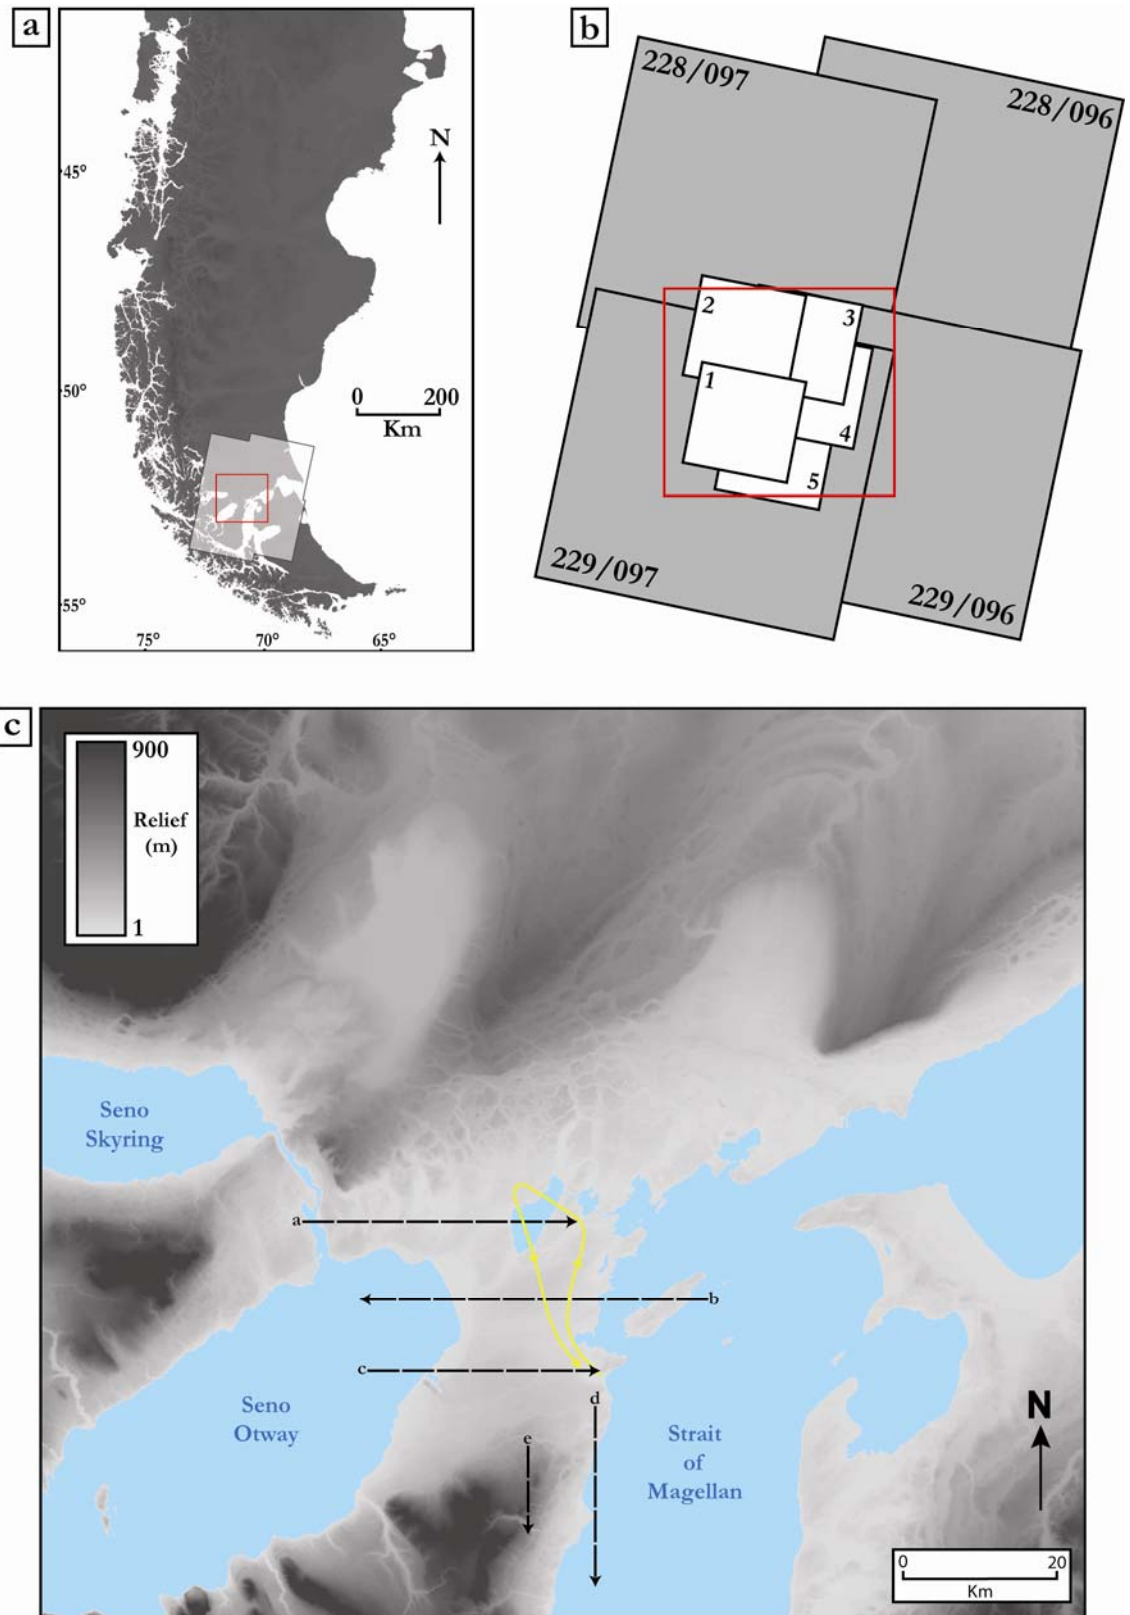 a
N
45°
50°
0 200
Km
55°
75° 70° 65°
b
228/097
228/096
2
3
1
4
5
229/097
229/096
c
900
Relief
(m)
1
Seno
Skyring
a
b
c
Seno
Otway
d
e
Strait
of
Magellan
N
0 20
Km